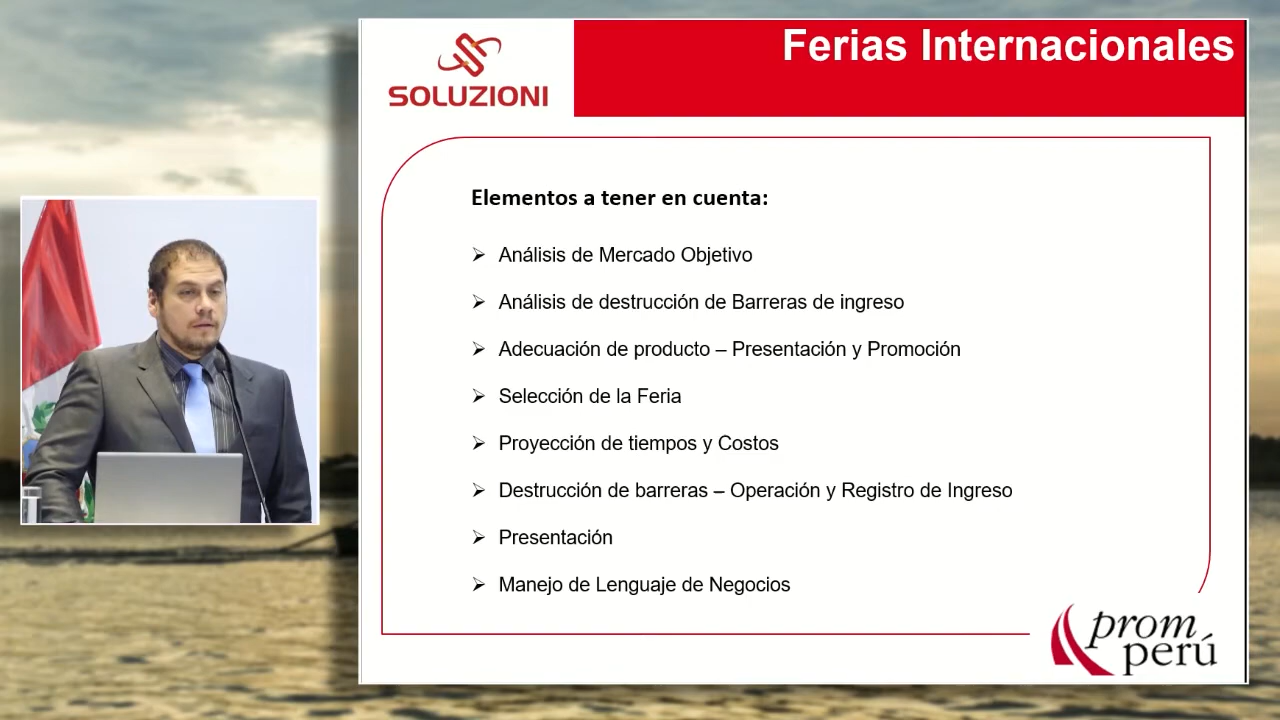 SOLUZIONI
Ferias Internacionales
Elementos a tener en cuenta:
Análisis de Mercado Objetivo
Análisis de destrucción de Barreras de ingreso
Adecuación de producto – Presentación y Promoción
Selección de la Feria
Proyección de tiempos y Costos
Destrucción de barreras – Operación y Registro de Ingreso
Presentación
Manejo de Lenguaje de Negocios
prom
perú